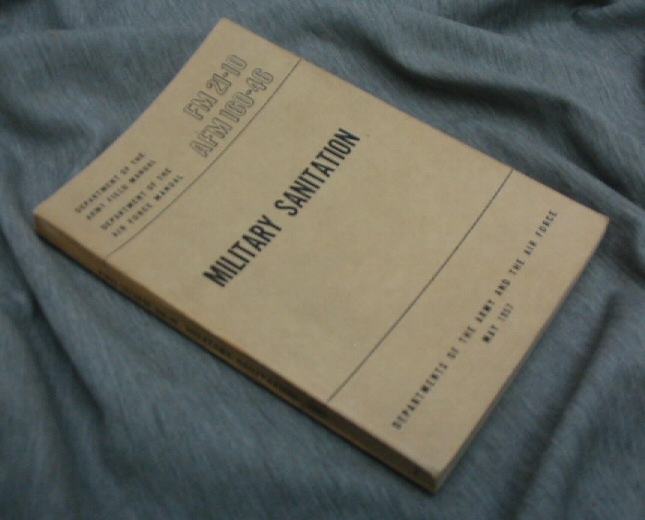 DEPARTMENT OF THE
ARMY FIELD MANUAL
DEPARTMENT OF THE
AIR FORCE MANUAL
FM 21-10
AFM 160-46
MILITARY SANITATION
DEPARTMENTS OF THE ARMY AND THE AIR FORCE
MAY 1957